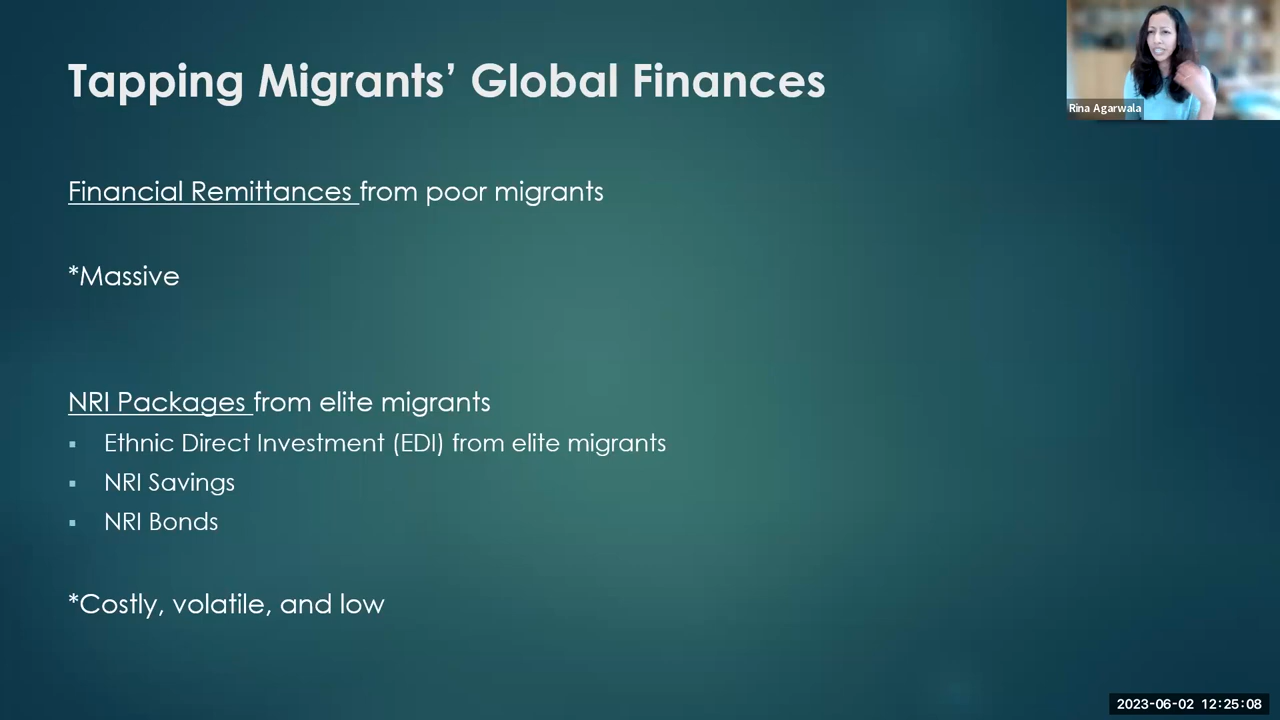 Tapping Migrants’ Global Finances
Rina Agarwala
Financial Remittances from poor migrants
*Massive
NRI Packages from elite migrants
▪ Ethnic Direct Investment (EDI) from elite migrants
▪ NRI Savings
▪ NRI Bonds
*Costly, volatile, and low
2023-06-02 12:25:08